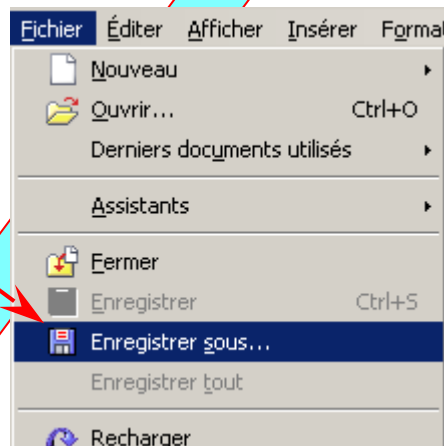 Fichier Éditer Afficher Insérer Forma
Nouveau
Ouvrir... Ctrl+O
Derniers documents utilisés
Assistants
Fermer
Enregistrer Ctrl+S
Enregistrer sous...
Enregistrer tout
Recharger